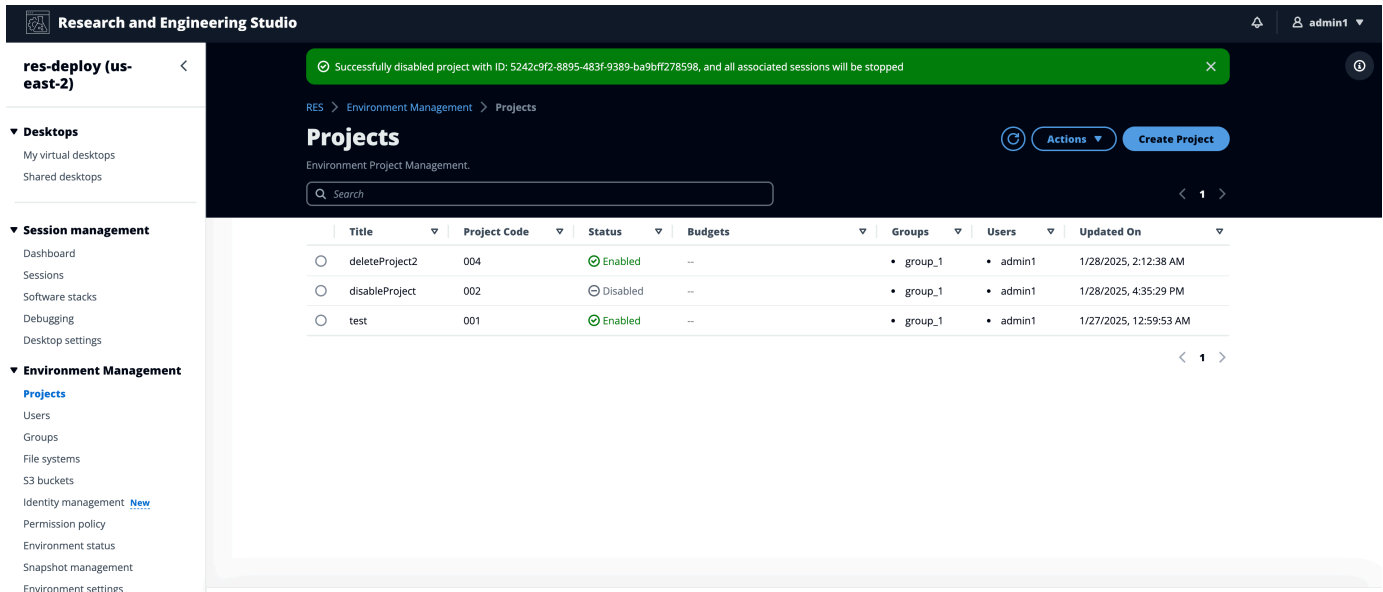 Research and Engineering Studio
admin1
res-deploy (us-
east-2)
Desktops
My virtual desktops
Shared desktops
Session management
Dashboard
Sessions
Software stacks
Debugging
Desktop settings
Environment Management
Projects
Users
Groups
File systems
S3 buckets
Identity management New
Permission policy
Environment status
Snapshot management
Environment settings
Successfully disabled project with ID: 5242c9f2-8895-483f-9389-ba9bff278598, and all associated sessions will be stopped
RES > Environment Management > Projects
Projects
Actions
Create Project
Environment Project Management.
Search
1
Title Project Code Status Budgets Groups Users Updated On
deleteProject2 004 Enabled -- • group_1 • admin1 1/28/2025, 2:12:38 AM
disableProject 002 Disabled -- • group_1 • admin1 1/28/2025, 4:35:29 PM
test 001 Enabled -- • group_1 • admin1 1/27/2025, 12:59:53 AM
1